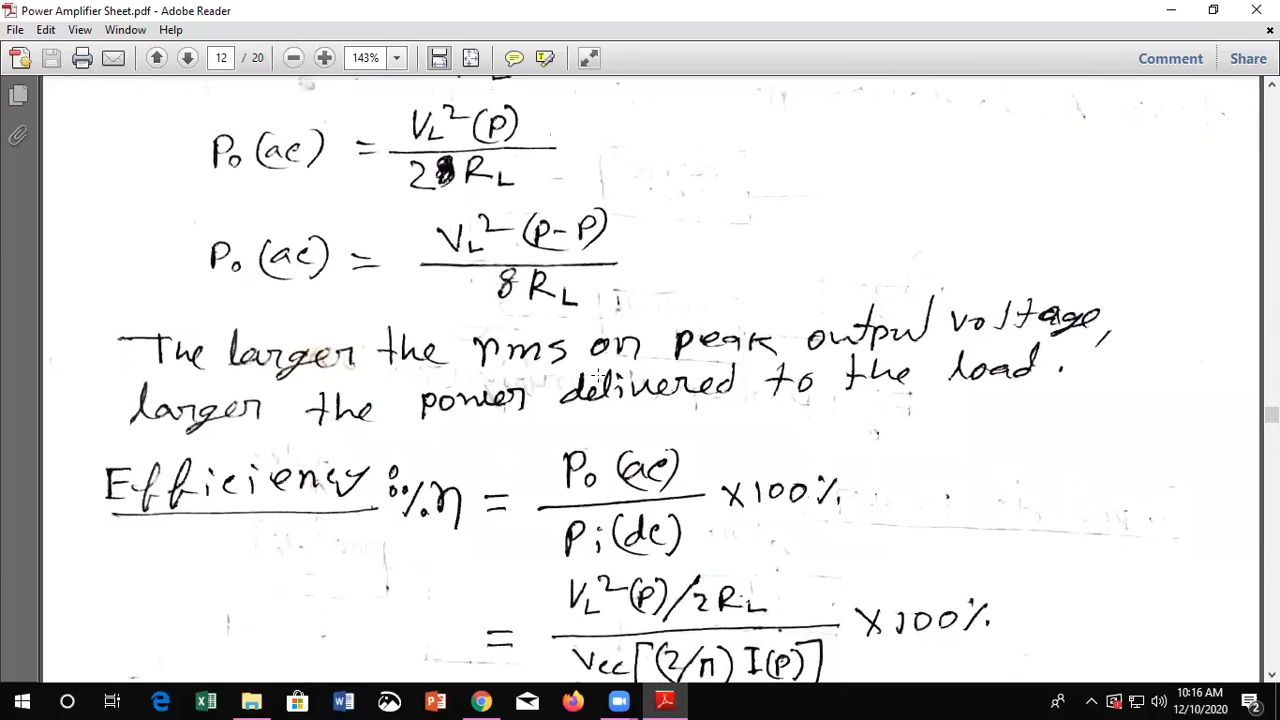 Power Amplifier Sheet.pdf - Adobe Reader
File Edit View Window Help
12 / 20 143% Comment Share
Po (ac) = VL²(p) / 2 RL
Po (ac) = VL²(p-p) / 8 RL
The larger the rms or peak output voltage,
larger the power delivered to the load.
Efficiency : %η = Po (ac) / Pi (dc) × 100%
= VL²(p)/2RL / Vcc[(2/π) I(p)] × 100%
10:16 AM
12/10/2020
2